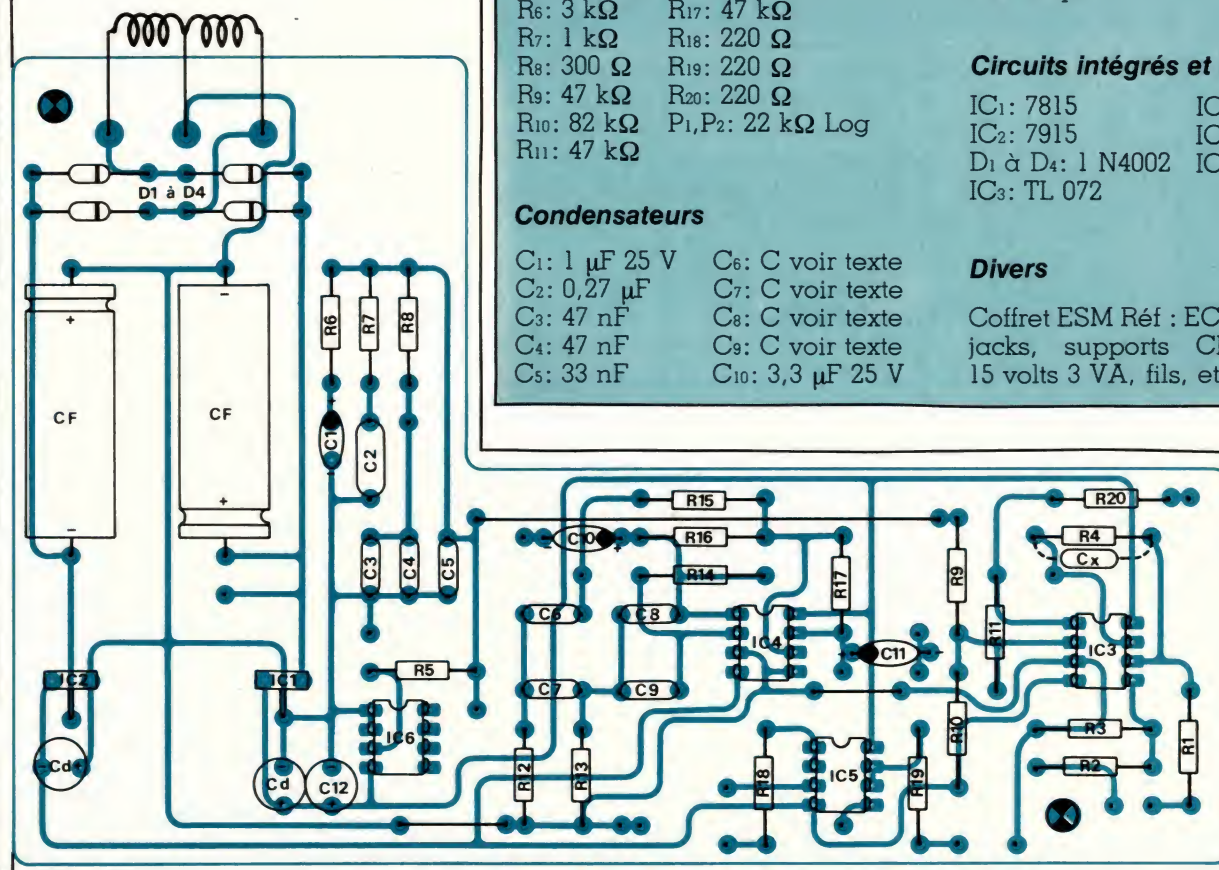 R6: 3 kΩ R17: 47 kΩ
R7: 1 kΩ R18: 220 Ω
R8: 300 Ω R19: 220 Ω
R9: 47 kΩ R20: 220 Ω
R10: 82 kΩ P1,P2: 22 kΩ Log
R11: 47 kΩ
Condensateurs
C1: 1 μF 25 V C6: C voir texte
C2: 0,27 μF C7: C voir texte
C3: 47 nF C8: C voir texte
C4: 47 nF C9: C voir texte
C5: 33 nF C10: 3,3 μF 25 V
Circuits intégrés et
IC1: 7815 IC
IC2: 7915 IC
D1 à D4: 1 N4002 IC
IC3: TL 072
Divers
Coffret ESM Réf : EC
jacks, supports CI
15 volts 3 VA, fils, et
D1 à D4
+
-
CF
CF
-
+
R6
R7
R8
+
C1
-
C2
C3
C4
C5
R15
- C10 +
R16
R14
R17
C6
C8
IC4
+ C11 -
C7
C9
R9
R10
R11
R20
R4
Cx
IC3
R3
R2
R1
IC2
IC1
R5
IC6
- Cd +
-
Cd
+
-
C12
+
R12
R13
R18
IC5
R19